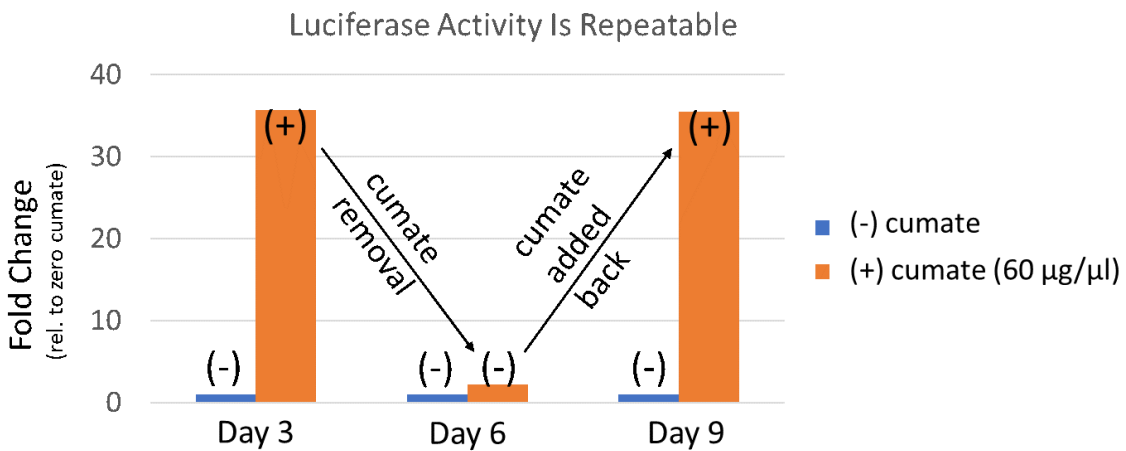 Luciferase Activity Is Repeatable
Fold Change
(rel. to zero cumate)
40
30
20
10
0
(+)
(+)
cumate
removal
cumate
added
back
(-)
(-)
(-)
(-)
Day 3
Day 6
Day 9
(-) cumate
(+) cumate (60 µg/µl)